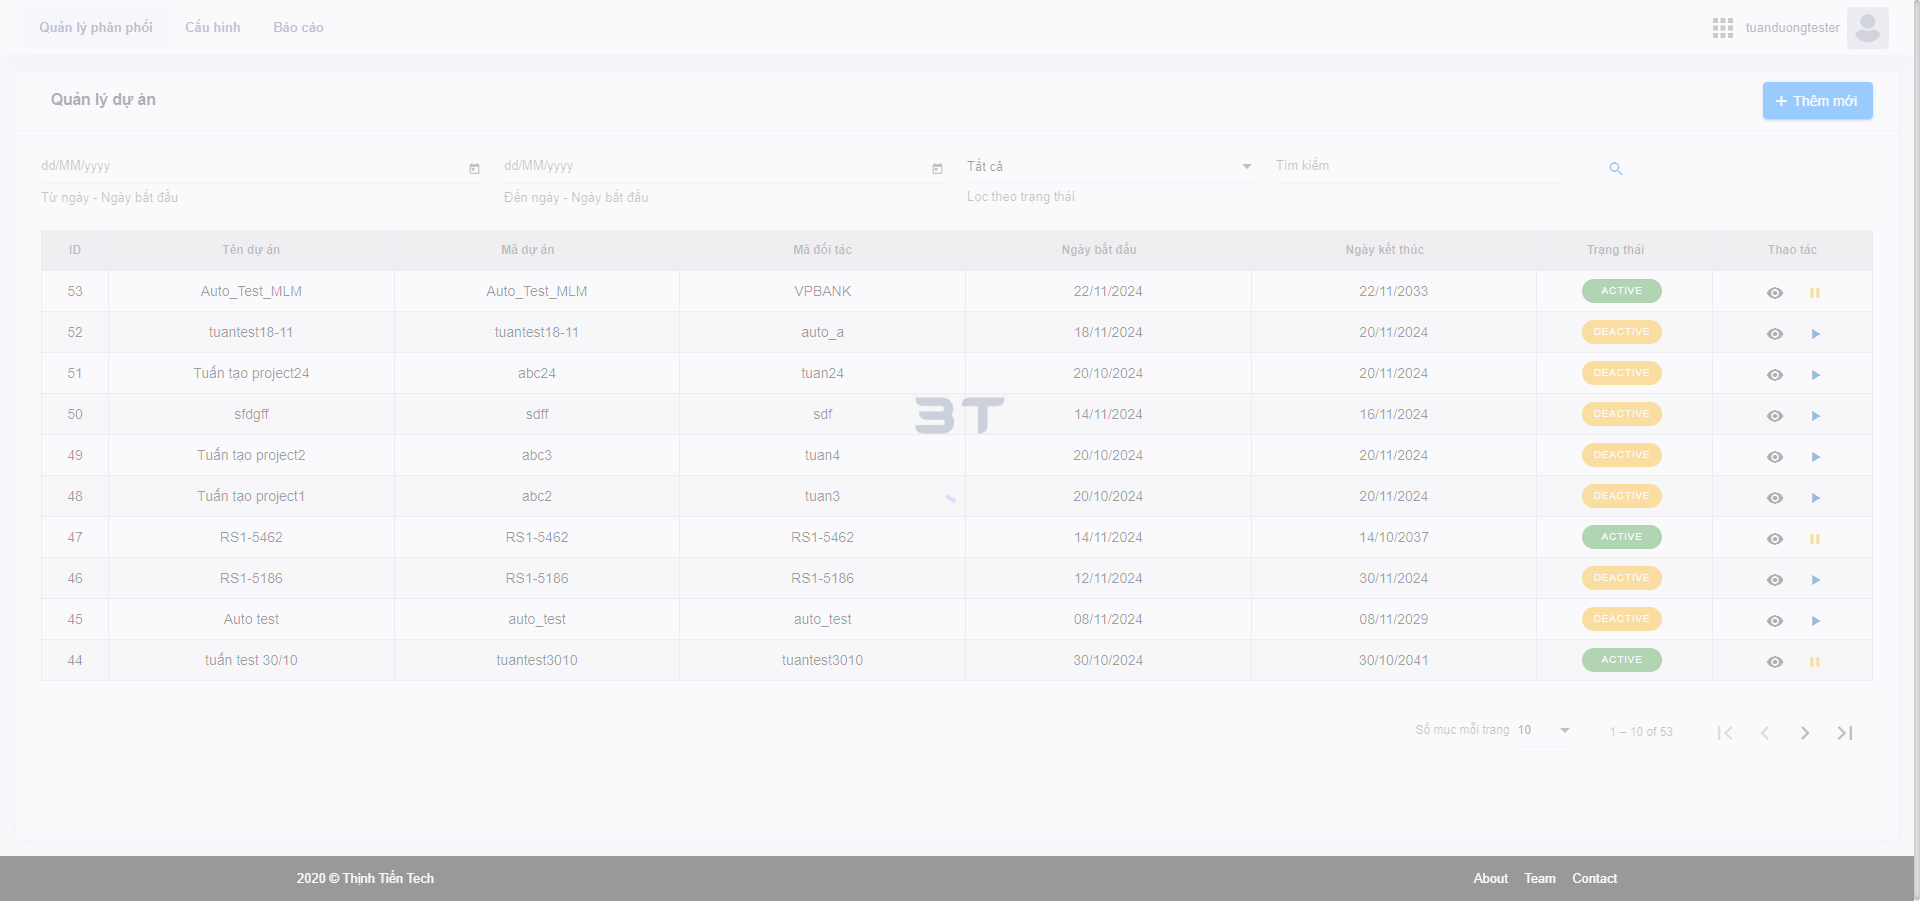 Quản lý phân phối Cấu hình Báo cáo tuanduongtester
Quản lý dự án + Thêm mới
dd/MM/yyyy dd/MM/yyyy Tất cả Tìm kiếm
Từ ngày - Ngày bắt đầu Đến ngày - Ngày bắt đầu Lọc theo trạng thái
ID Tên dự án Mã dự án Mã đối tác Ngày bắt đầu Ngày kết thúc Trạng thái Thao tác
53 Auto_Test_MLM Auto_Test_MLM VPBANK 22/11/2024 22/11/2033 ACTIVE
52 tuantest18-11 tuantest18-11 auto_a 18/11/2024 20/11/2024 DEACTIVE
51 Tuấn tạo project24 abc24 tuan24 20/10/2024 20/11/2024 DEACTIVE
50 sfdgff sdff sdf 14/11/2024 16/11/2024 DEACTIVE
3T
49 Tuấn tạo project2 abc3 tuan4 20/10/2024 20/11/2024 DEACTIVE
48 Tuấn tạo project1 abc2 tuan3 20/10/2024 20/11/2024 DEACTIVE
47 RS1-5462 RS1-5462 RS1-5462 14/11/2024 14/10/2037 ACTIVE
46 RS1-5186 RS1-5186 RS1-5186 12/11/2024 30/11/2024 DEACTIVE
45 Auto test auto_test auto_test 08/11/2024 08/11/2029 DEACTIVE
44 tuấn test 30/10 tuantest3010 tuantest3010 30/10/2024 30/10/2041 ACTIVE
Số mục mỗi trang 10 1 – 10 of 53
2020 © Thịnh Tiến Tech About Team Contact